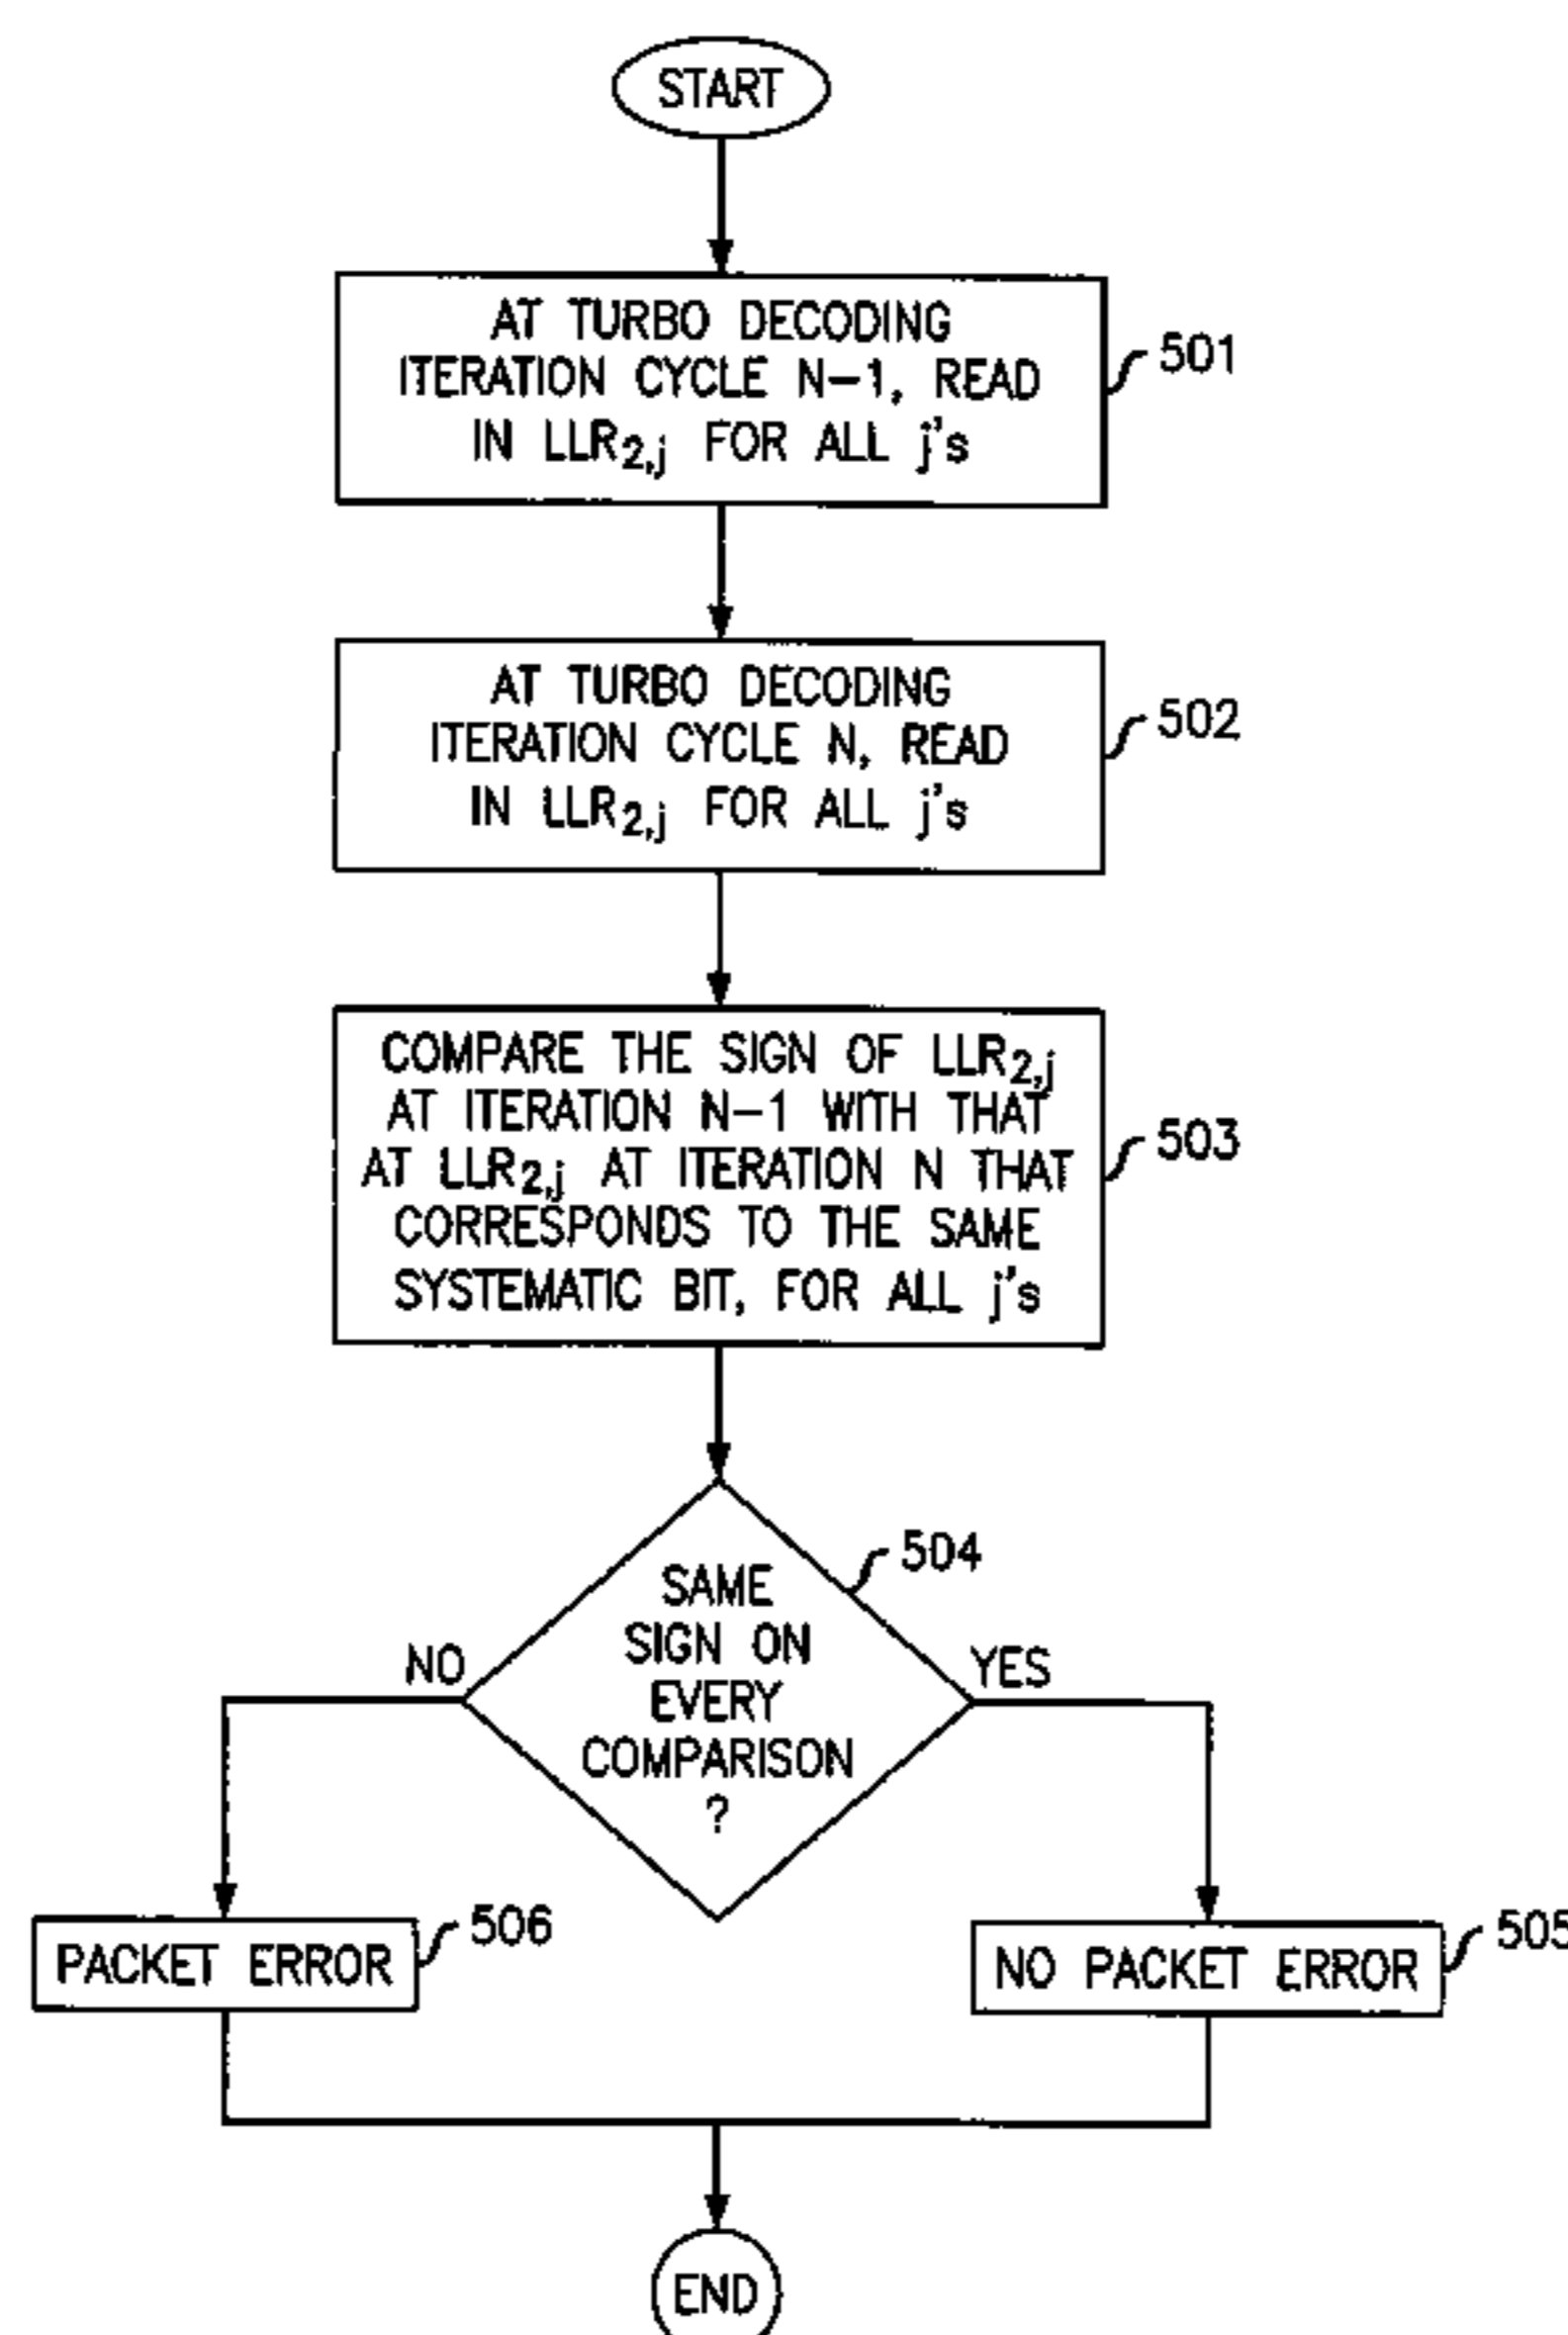 START
AT TURBO DECODING
ITERATION CYCLE N-1, READ
IN LLR2,j FOR ALL j's
501
AT TURBO DECODING
ITERATION CYCLE N, READ
IN LLR2,j FOR ALL j's
502
COMPARE THE SIGN OF LLR2,j
AT ITERATION N-1 WITH THAT
AT LLR2,j AT ITERATION N THAT
CORRESPONDS TO THE SAME
SYSTEMATIC BIT, FOR ALL j's
503
504
SAME
SIGN ON
EVERY
COMPARISON
?
NO
YES
PACKET ERROR
506
NO PACKET ERROR
505
END